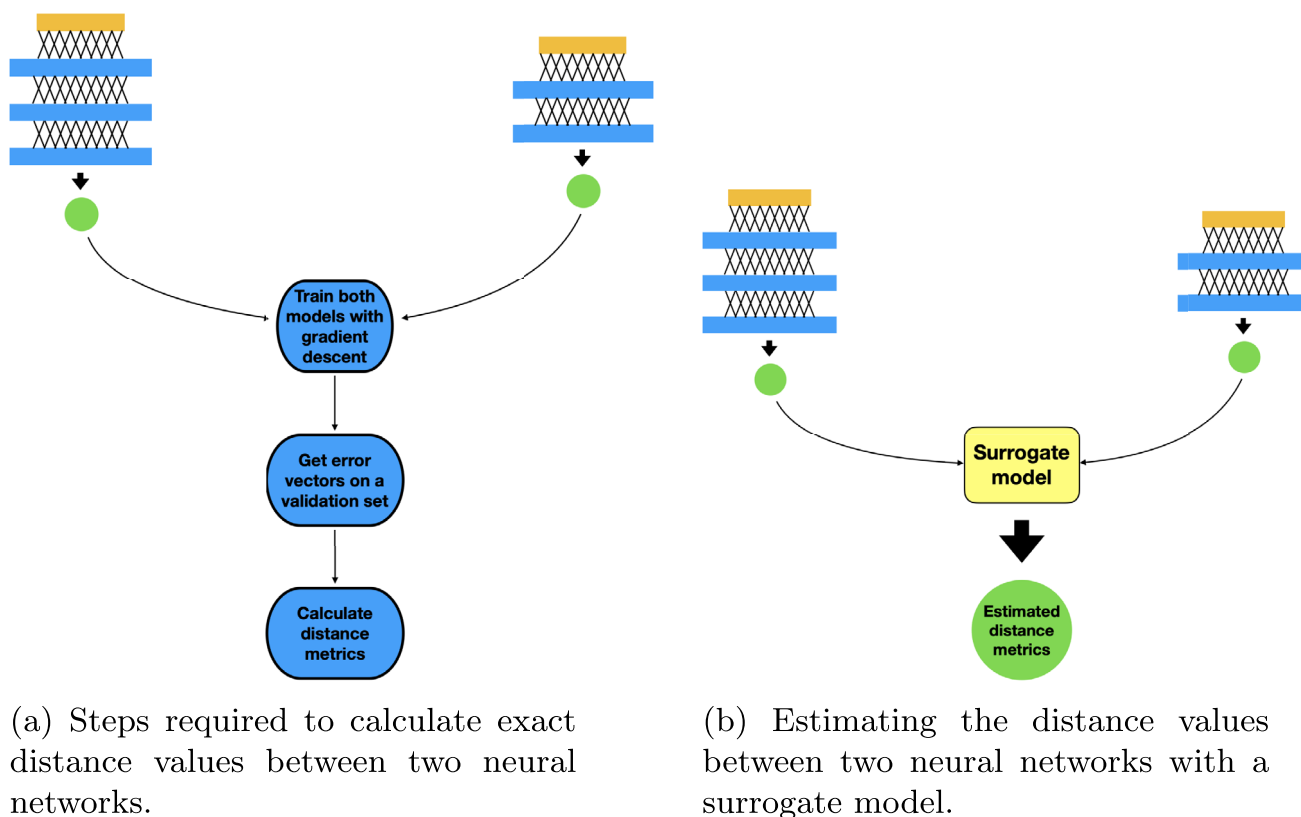 Train both
models with
gradient
descent
Get error
vectors on a
validation set
Calculate
distance
metrics
(a) Steps required to calculate exact
distance values between two neural
networks.
Surrogate
model
Estimated
distance
metrics
(b) Estimating the distance values
between two neural networks with a
surrogate model.